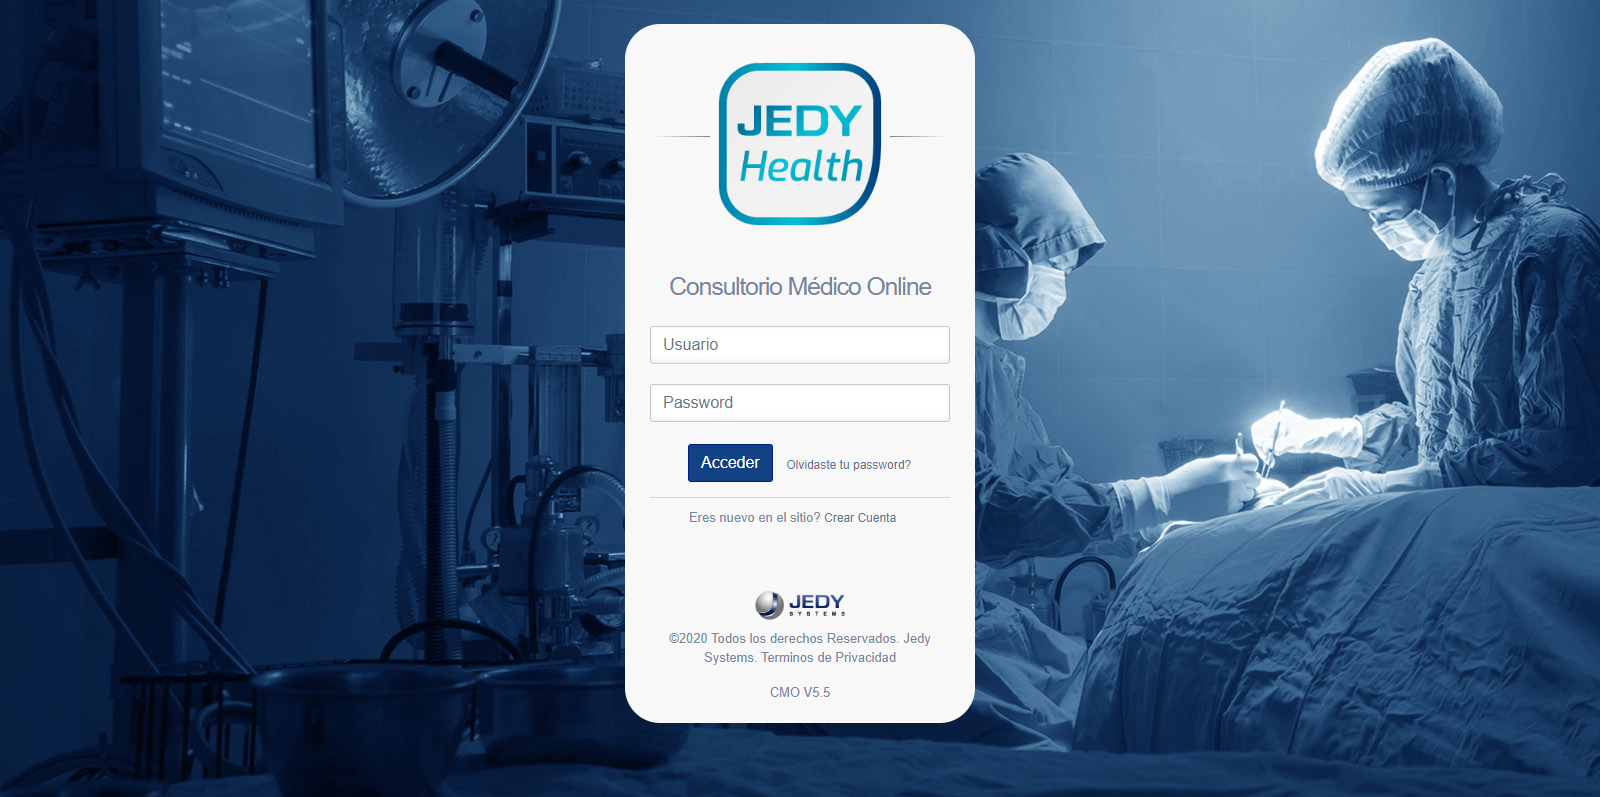 JEDY
Health
Consultorio Médico Online
Usuario
Password
Acceder
Olvidaste tu password?
Eres nuevo en el sitio? Crear Cuenta
JEDY
SYSTEMS
©2020 Todos los derechos Reservados. Jedy
Systems. Terminos de Privacidad
CMO V5.5